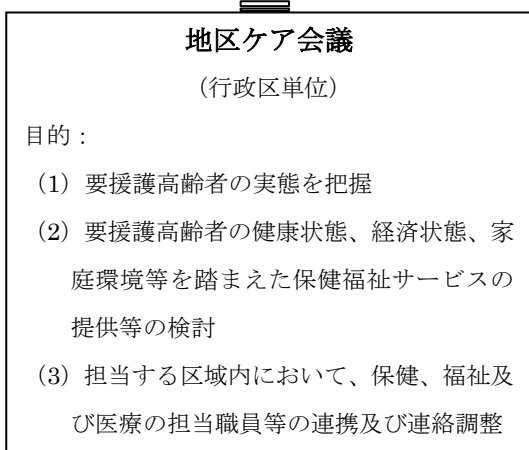 地区ケア会議
（行政区単位）
目的：
（1）要援護高齢者の実態を把握
（2）要援護高齢者の健康状態、経済状態、家
庭環境等を踏まえた保健福祉サービスの
提供等の検討
（3）担当する区域内において、保健、福祉及
び医療の担当職員等の連携及び連絡調整